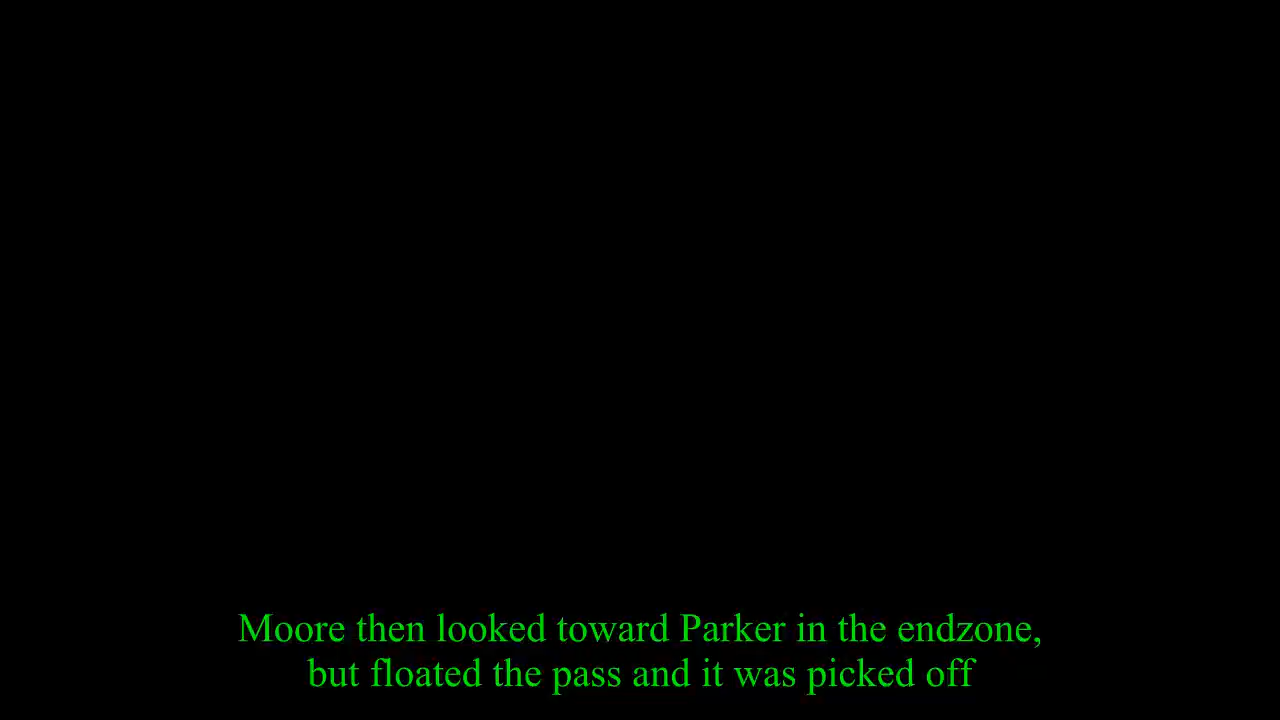 Moore then looked toward Parker in the endzone,
but floated the pass and it was picked off